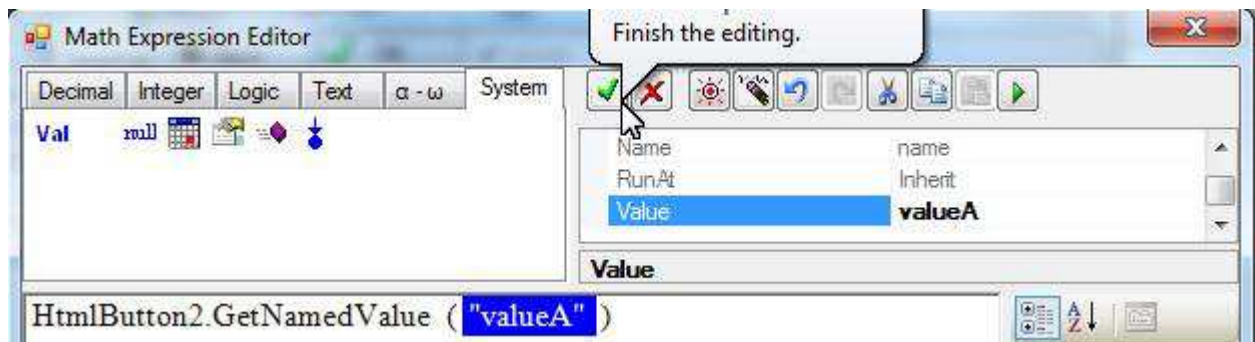 Math Expression Editor
Finish the editing.
Decimal Integer Logic Text α - ω System
Val null
Name name
RunAt Inherit
Value valueA
Value
HtmlButton2.GetNamedValue ( "valueA" )